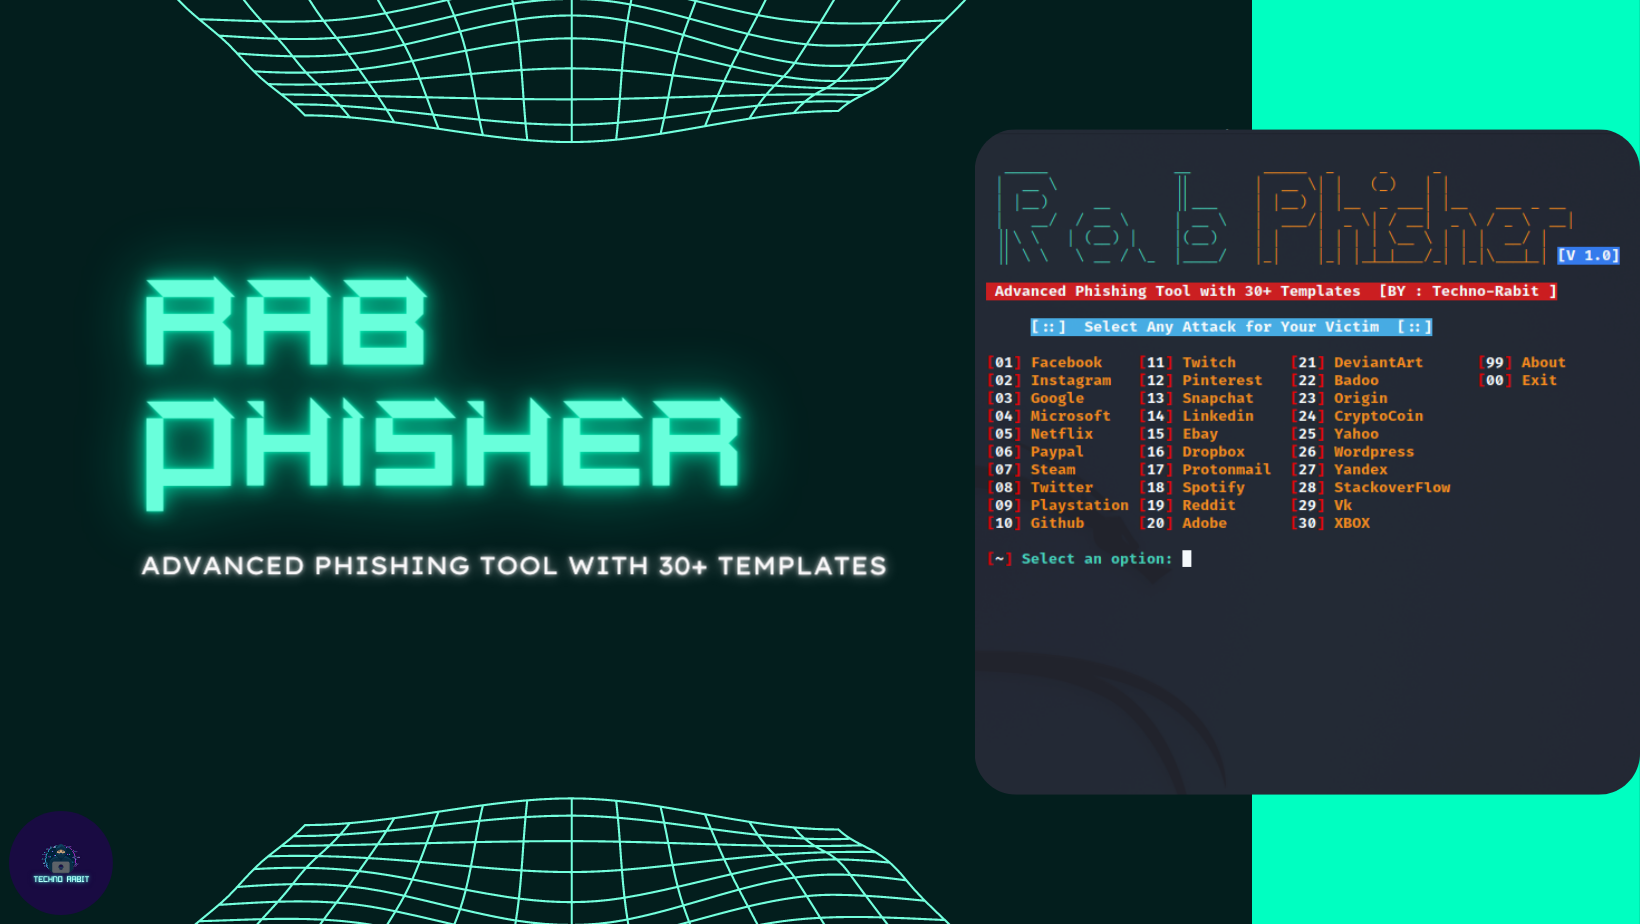 RAB
PHISHER
ADVANCED PHISHING TOOL WITH 30+ TEMPLATES
TECHNO RABIT
Rab Phisher
[V 1.0]
Advanced Phishing Tool with 30+ Templates [BY : Techno-Rabit ]
[::] Select Any Attack for Your Victim [::]
[01] Facebook [11] Twitch [21] DeviantArt [99] About
[02] Instagram [12] Pinterest [22] Badoo [00] Exit
[03] Google [13] Snapchat [23] Origin
[04] Microsoft [14] Linkedin [24] CryptoCoin
[05] Netflix [15] Ebay [25] Yahoo
[06] Paypal [16] Dropbox [26] Wordpress
[07] Steam [17] Protonmail [27] Yandex
[08] Twitter [18] Spotify [28] StackoverFlow
[09] Playstation [19] Reddit [29] Vk
[10] Github [20] Adobe [30] XBOX
[~] Select an option: